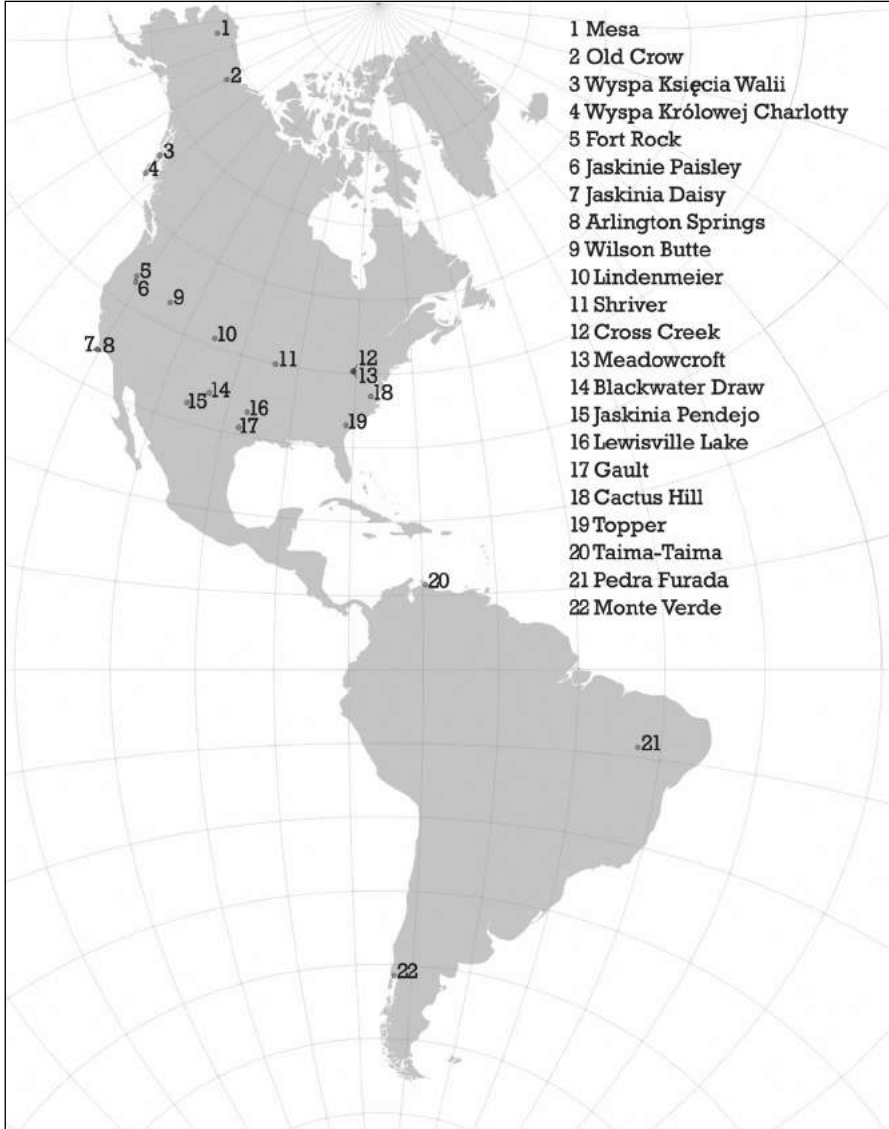 1 Mesa
2 Old Crow
3 Wyspa Księcia Walii
4 Wyspa Królowej Charlotty
5 Fort Rock
6 Jaskinie Paisley
7 Jaskinia Daisy
8 Arlington Springs
9 Wilson Butte
10 Lindenmeier
11 Shriver
12 Cross Creek
13 Meadowcroft
14 Blackwater Draw
15 Jaskinia Pendejo
16 Lewisville Lake
17 Gault
18 Cactus Hill
19 Topper
20 Taima-Taima
21 Pedra Furada
22 Monte Verde
1
2
3
4
5
6
9
7 8
10
11
12
13
14
15
16
17
18
19
20
21
22